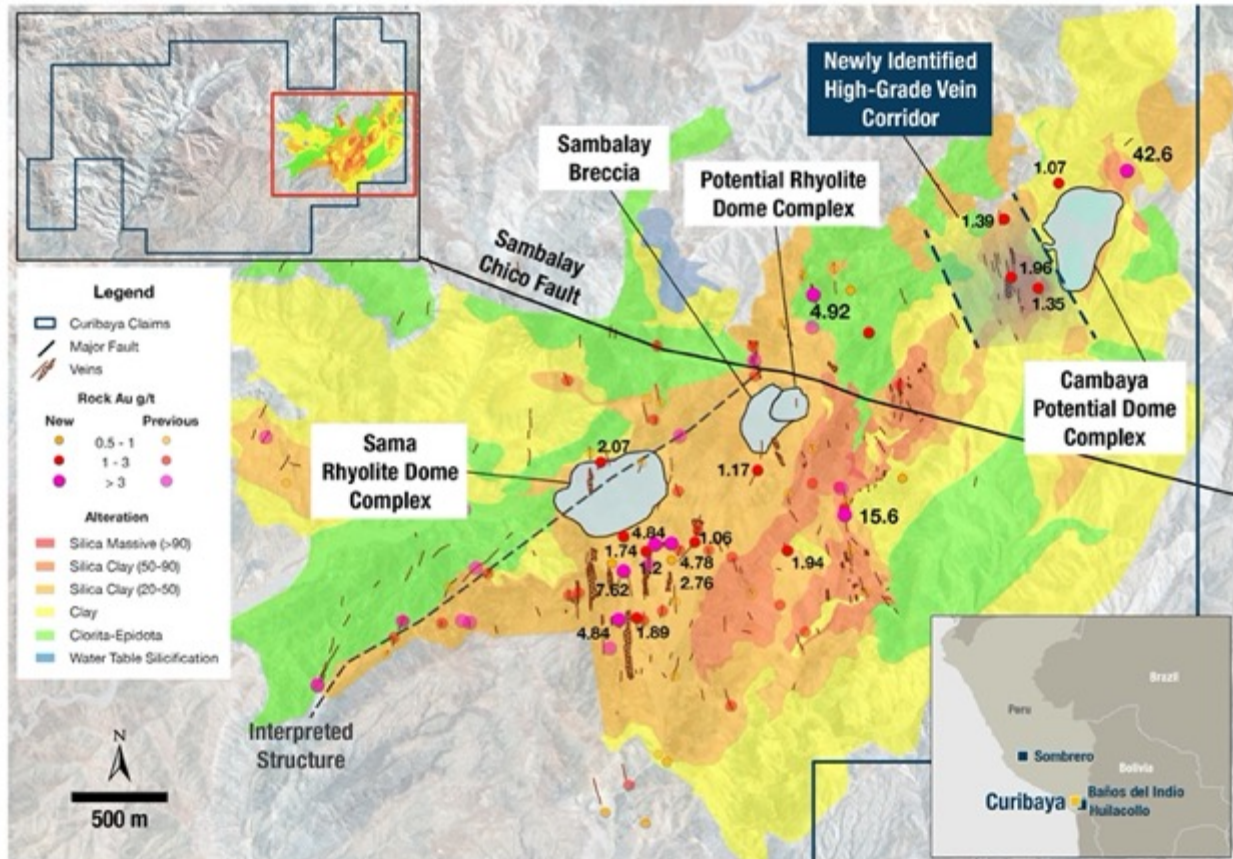 Newly Identified
High-Grade Vein
Corridor
Sambalay
Breccia
Potential Rhyolite
Dome Complex
42.6
1.07
1.39
1.96
1.35
Sambalay
Chico Fault
4.92
Cambaya
Potential Dome
Complex
Sama
Rhyolite Dome
Complex
2.07
1.17
15.6
4.84
1.06
1.74
1.2
4.78
1.94
7.62
2.76
4.84
1.89
Interpreted
Structure
Legend
Curibaya Claims
Major Fault
Veins
Rock Au g/t
New Previous
0.5 - 1
1 - 3
> 3
Alteration
Silica Massive (>90)
Silica Clay (50-90)
Silica Clay (20-50)
Clay
Clorita-Epidota
Water Table Silicification
N
500 m
Brazil
Peru
Bolivia
Sombrero
Curibaya
Baños del Indio
Huilacollo